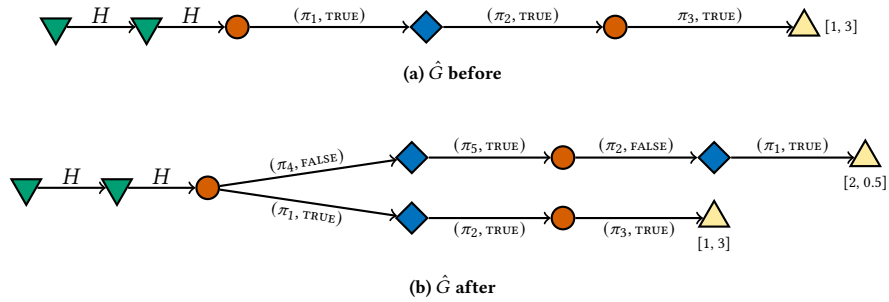 H H (π₁, TRUE) (π₂, TRUE) π₃, TRUE) [1, 3]
(a) Ĝ before
(π₄, FALSE) (π₅, TRUE) (π₂, FALSE) (π₁, TRUE)
[2, 0.5]
H H
(π₁, TRUE) (π₂, TRUE) (π₃, TRUE)
[1, 3]
(b) Ĝ after